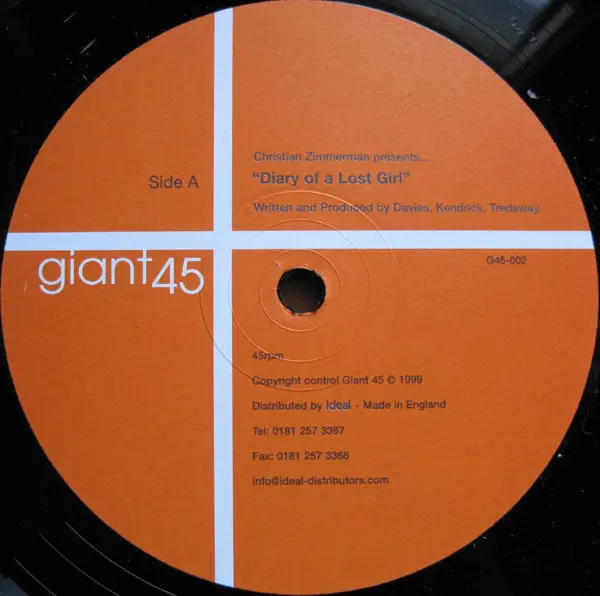 Christian Zimmerman presents...
Side A
"Diary of a Lost Girl"
Written and Produced by Davies, Kendrick, Tredaway.
giant45
G45-002
45rpm
Copyright control Giant 45 © 1999
Distributed by ideal - Made in England
Tel: 0181 257 3367
Fax: 0181 257 3368
info@ideal-distributors.com